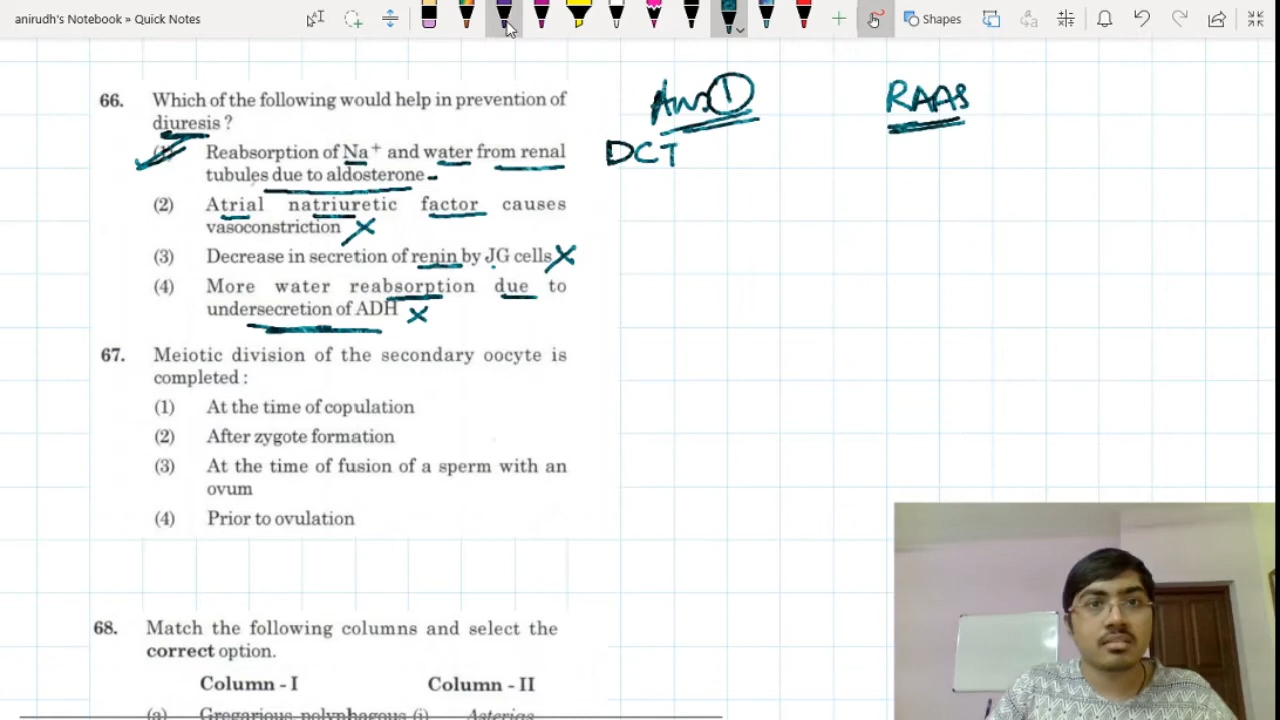 anirudh's Notebook » Quick Notes
Shapes
66. Which of the following would help in prevention of
diuresis ?
(1) Reabsorption of Na⁺ and water from renal
tubules due to aldosterone
(2) Atrial natriuretic factor causes
vasoconstriction
(3) Decrease in secretion of renin by JG cells
(4) More water reabsorption due to
undersecretion of ADH
Ans ①
DCT
RAAS
67. Meiotic division of the secondary oocyte is
completed :
(1) At the time of copulation
(2) After zygote formation
(3) At the time of fusion of a sperm with an
ovum
(4) Prior to ovulation
68. Match the following columns and select the
correct option.
Column - I Column - II
(a) Gregarious, polyphagous (i) Asterias